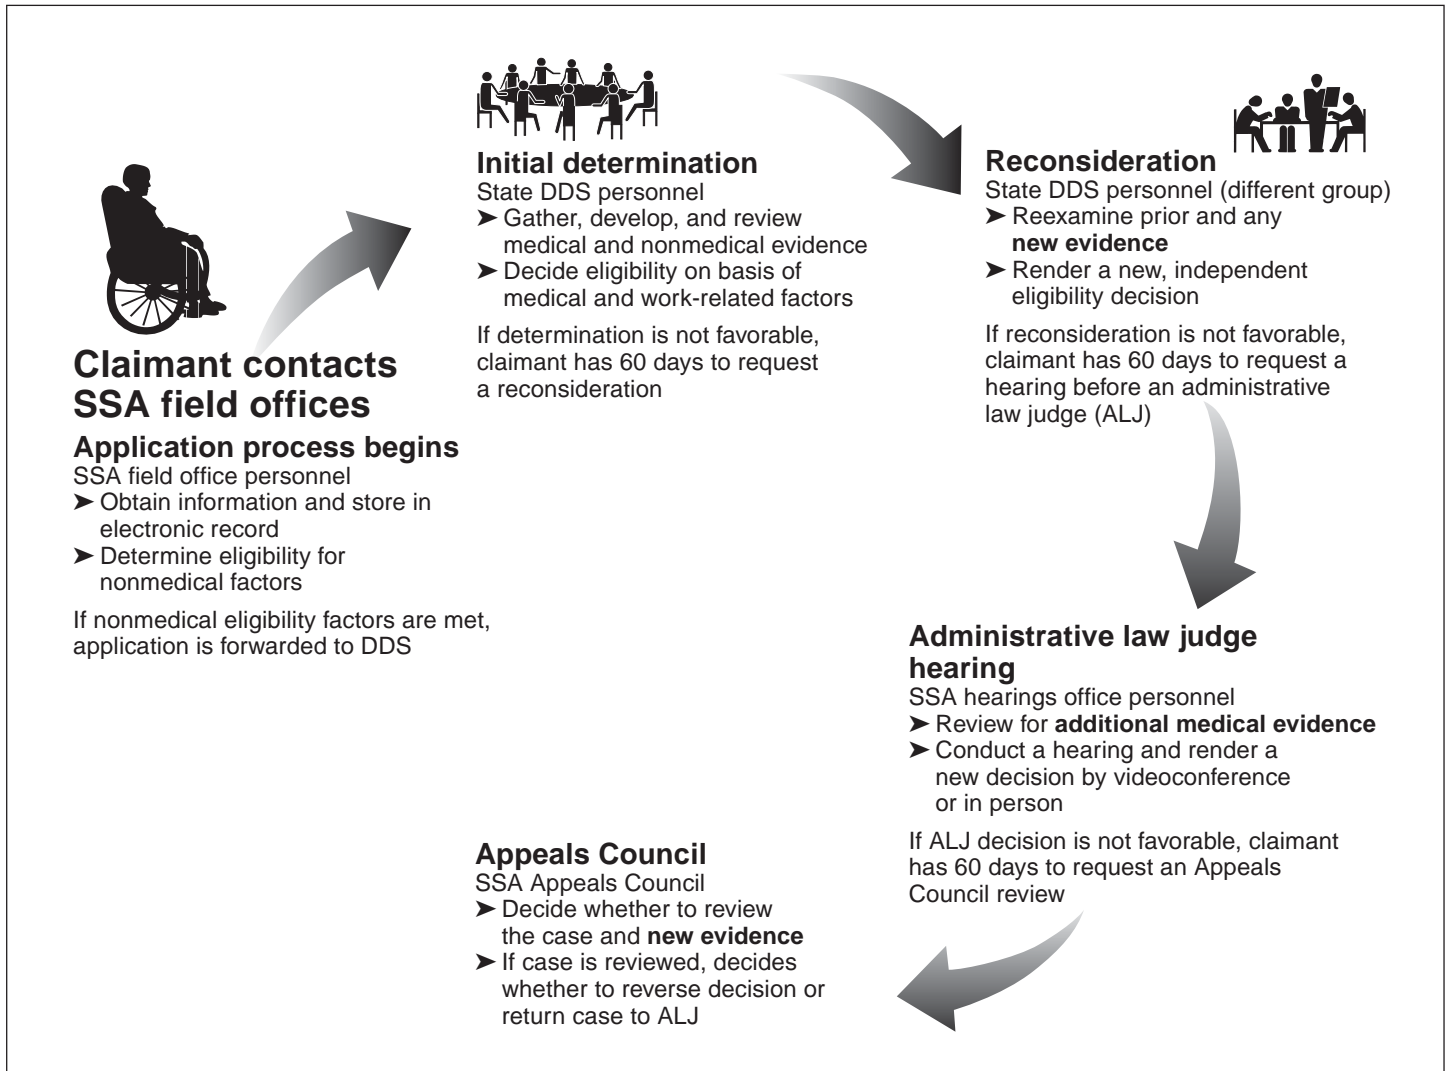 Claimant contacts
SSA field offices
Application process begins
SSA field office personnel
➤ Obtain information and store in
electronic record
➤ Determine eligibility for
nonmedical factors
If nonmedical eligibility factors are met,
application is forwarded to DDS
Initial determination
State DDS personnel
➤ Gather, develop, and review
medical and nonmedical evidence
➤ Decide eligibility on basis of
medical and work-related factors
If determination is not favorable,
claimant has 60 days to request
a reconsideration
Reconsideration
State DDS personnel (different group)
➤ Reexamine prior and any
new evidence
➤ Render a new, independent
eligibility decision
If reconsideration is not favorable,
claimant has 60 days to request a
hearing before an administrative
law judge (ALJ)
Administrative law judge
hearing
SSA hearings office personnel
➤ Review for additional medical evidence
➤ Conduct a hearing and render a
new decision by videoconference
or in person
If ALJ decision is not favorable, claimant
has 60 days to request an Appeals
Council review
Appeals Council
SSA Appeals Council
➤ Decide whether to review
the case and new evidence
➤ If case is reviewed, decides
whether to reverse decision or
return case to ALJ